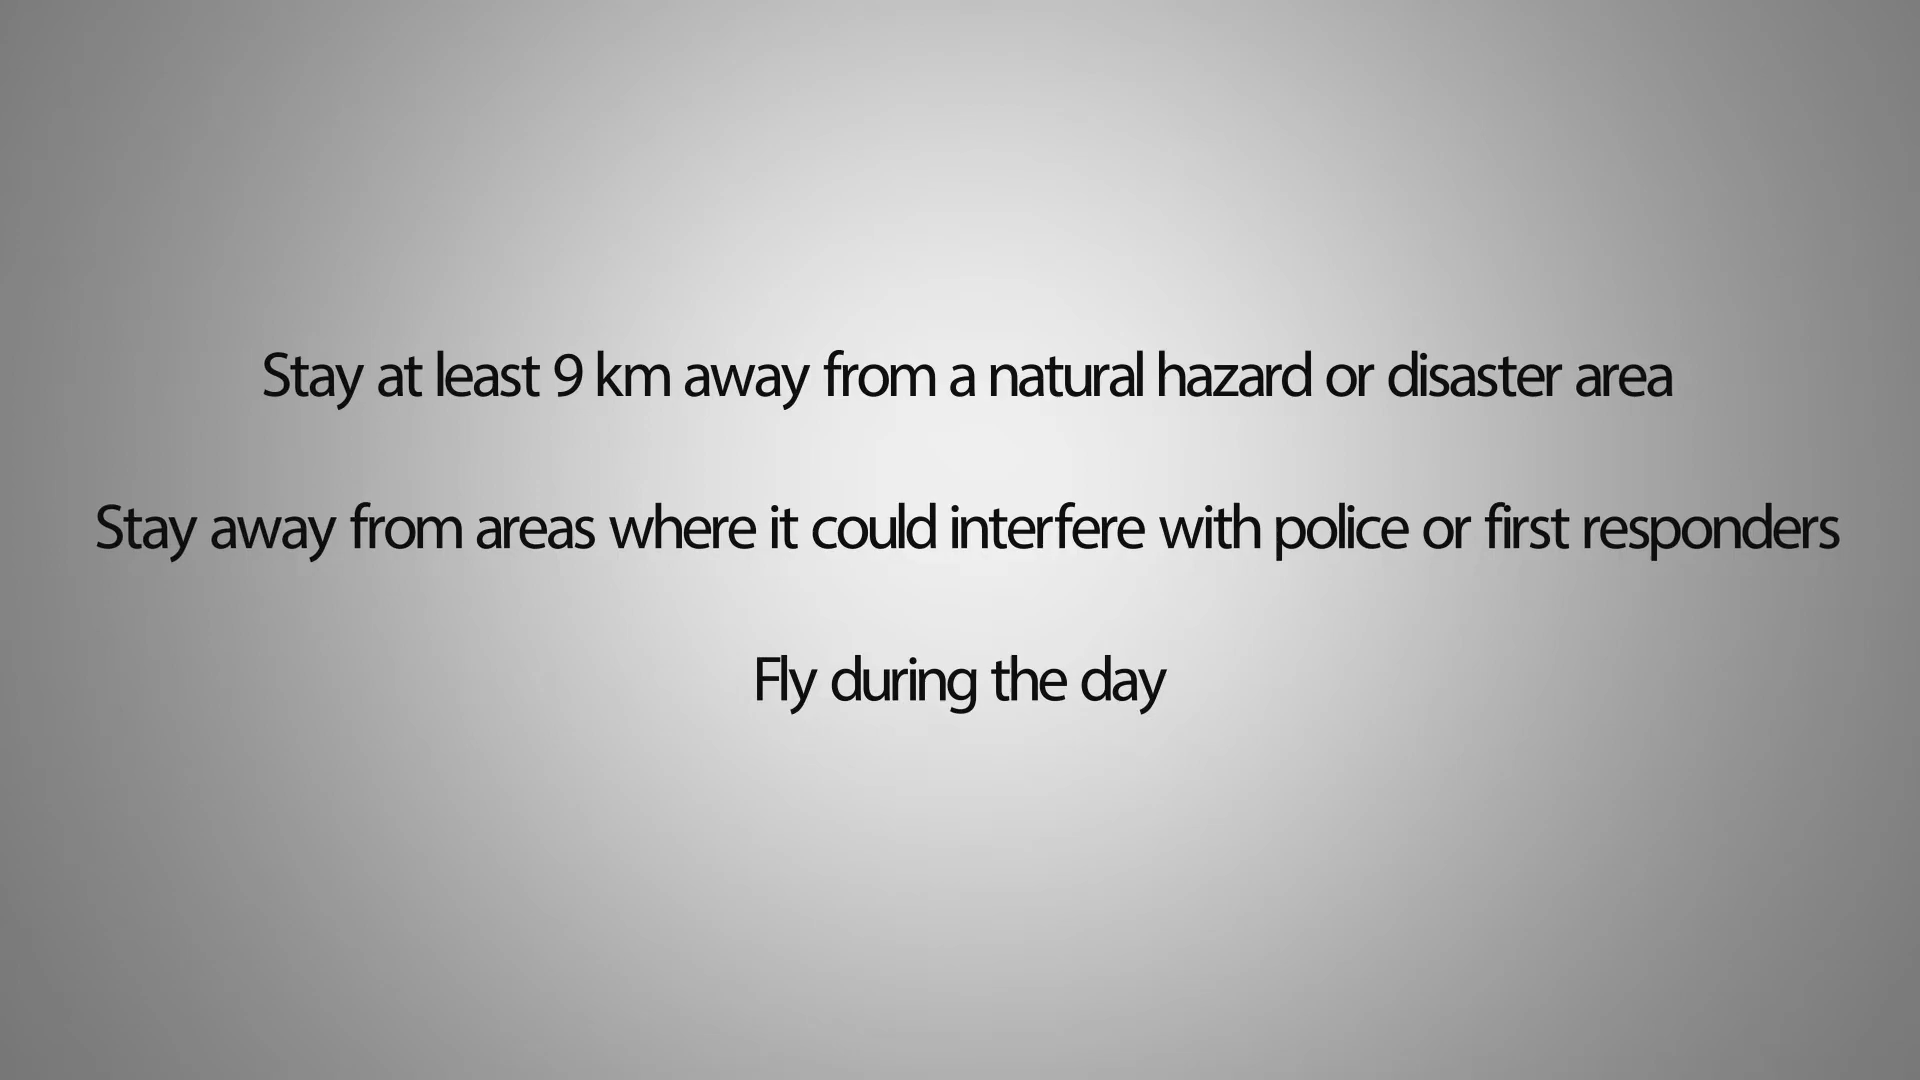 Stay at least 9 km away from a natural hazard or disaster area
Stay away from areas where it could interfere with police or first responders
Fly during the day